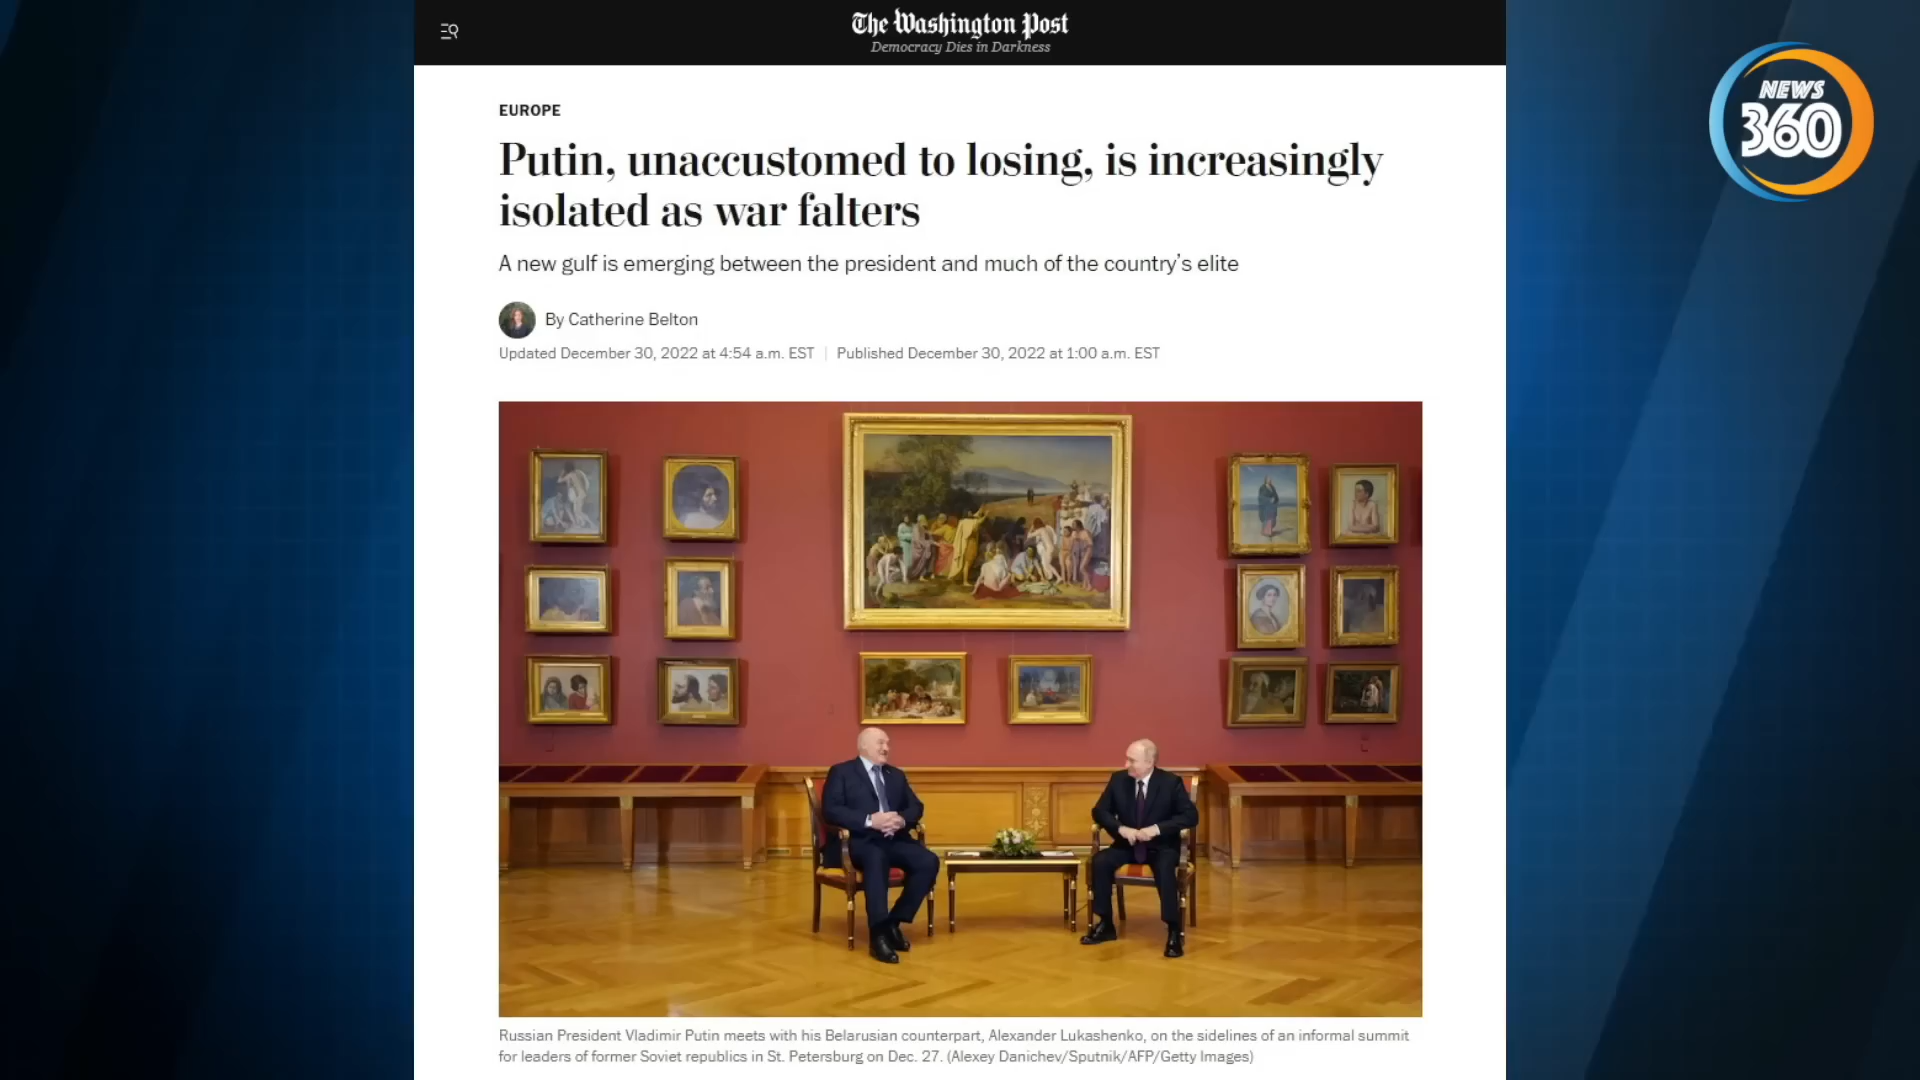 The Washington Post
Democracy Dies in Darkness
NEWS
360
EUROPE
Putin, unaccustomed to losing, is increasingly
isolated as war falters
A new gulf is emerging between the president and much of the country's elite
By Catherine Belton
Updated December 30, 2022 at 4:54 a.m. EST | Published December 30, 2022 at 1:00 a.m. EST
Russian President Vladimir Putin meets with his Belarusian counterpart, Alexander Lukashenko, on the sidelines of an informal summit
for leaders of former Soviet republics in St. Petersburg on Dec. 27. (Alexey Danichev/Sputnik/AFP/Getty Images)